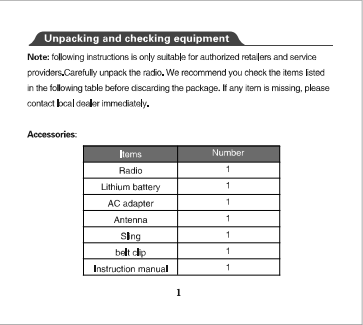 Unpacking and checking equipment
Note: following instructions is only suitable for authorized retailers and service
providers.Carefully unpack the radio. We recommend you check the items listed
in the following table before discarding the package. If any item is missing, please
contact local dealer immediately.
Accessories:
Items Number
Radio 1
Lithium battery 1
AC adapter 1
Antenna 1
Sling 1
belt clip 1
Instruction manual 1
1